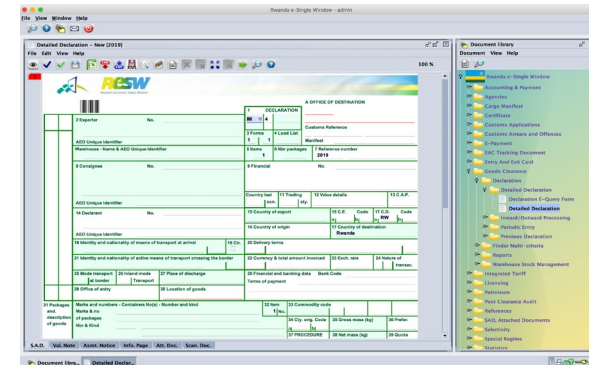 Rwanda e-Single Window - admin
File View Window Help
Detailed Declaration - New [2019]
File Edit View Help
100 %
RESW
A OFFICE OF DESTINATION
1 DECLARATION
IM 4
2 Exporter No.
Customs Reference
3 Forms 4 Load List
1 1
Manifest
AEO Unique Identifier
Warehouse - Name & AEO Unique Identifier
5 Items 6 Nbr packages 7 Reference number
1 2019
8 Consignee No.
9 Financial No.
Country last 11 Trading 12 Value details 13 C.A.P.
con. cty.
AEO Unique Identifier
14 Declarant No.
15 Country of export 15 C.E. Code 17 C.D. Code
a| b| a| RW b|
16 Country of origin 17 Country of destination
Rwanda
AEO Unique Identifier
18 Identity and nationality of means of transport at arrival 19 Ctr.
20 Delivery terms
21 Identity and nationality of active means of transport crossing the border
22 Currency & total amount invoiced 23 Exch. rate 24 Nature of
transac.
25 Mode transport 26 Inland mode 27 Place of discharge
at border Transport
28 Financial and banking data Bank Code
Terms of payment
29 Office of entry 30 Location of goods
31 Packages Marks and numbers - Containers No(s) - Number and kind
and. Marks & no
description of packages
of goods Nbr & Kind
32 Item 33 Commodity code
1 No.
34 Cty. orig. Code 35 Gross mass (kg) 36 Prefer.
a| b|
37 PROCEDURE 38 Net mass (kg) 39 Quota
S.A.D. Val. Note Asmt. Notice Info. Page Att. Doc. Scan. Doc.
Document library
Document View Help
Rwanda e-Single Window
Accounting & Payment
Agencies
Cargo Manifest
Certificate
Customs Applications
Customs Arrears and Offences
E-Payment
EAC Tracking Document
Entry And Exit Card
Goods Clearance
Declaration
Detailed Declaration
Declaration E-Query Form
Detailed Declaration
Inward/Outward Processing
Periodic Entry
Previous Declaration
Finder Multi-criteria
Reports
Warehouse Stock Management
Integrated Tariff
Licensing
Petroleum
Post Clearance Audit
References
SAD, Attached Documents
Selectivity
Special Regime
Statistics
Document libra... Detailed Declar...